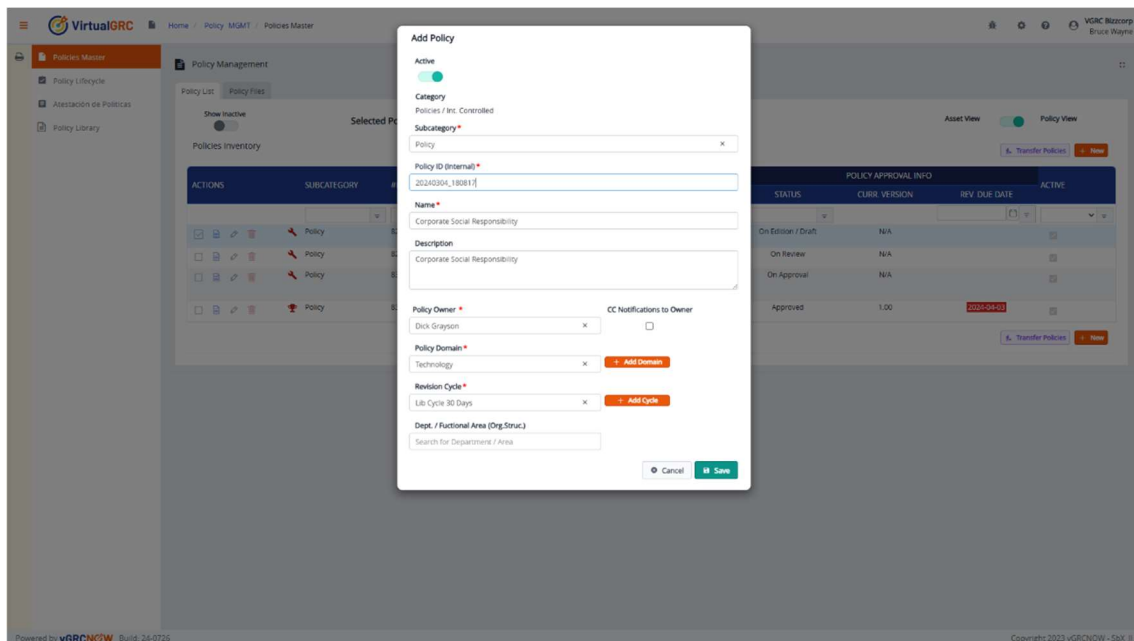 VirtualGRC
Home / Policy MGMT / Policies Master
VGRC Bizzcorp
Bruce Wayne
Policies Master
Policy Lifecycle
Atestación de Políticas
Policy Library
Policy Management
Policy List
Policy Files
Show Inactive
Selected
Asset View
Policy View
Policies Inventory
Transfer Policies
+ New
ACTIONS
SUBCATEGORY
POLICY APPROVAL INFO
STATUS
CURR. VERSION
REV. DUE DATE
ACTIVE
Policy
On Edition / Draft
N/A
Policy
On Review
N/A
Policy
On Approval
N/A
Policy
Approved
1.00
2024-04-03
Transfer Policies
+ New
Add Policy
Active
Category
Policies / Int. Controlled
Subcategory *
Policy
Policy ID (Internal) *
20240304_180817
Name *
Corporate Social Responsibility
Description
Corporate Social Responsibility
Policy Owner *
CC Notifications to Owner
Dick Grayson
Policy Domain *
Technology
+ Add Domain
Revision Cycle *
Lib Cycle 30 Days
+ Add Cycle
Dept. / Fuctional Area (Org.Struc.)
Search for Department / Area
Cancel
Save
Powered by vGRCNOW Build: 24-0726
Copyright 2023 vGRCNOW - SbX